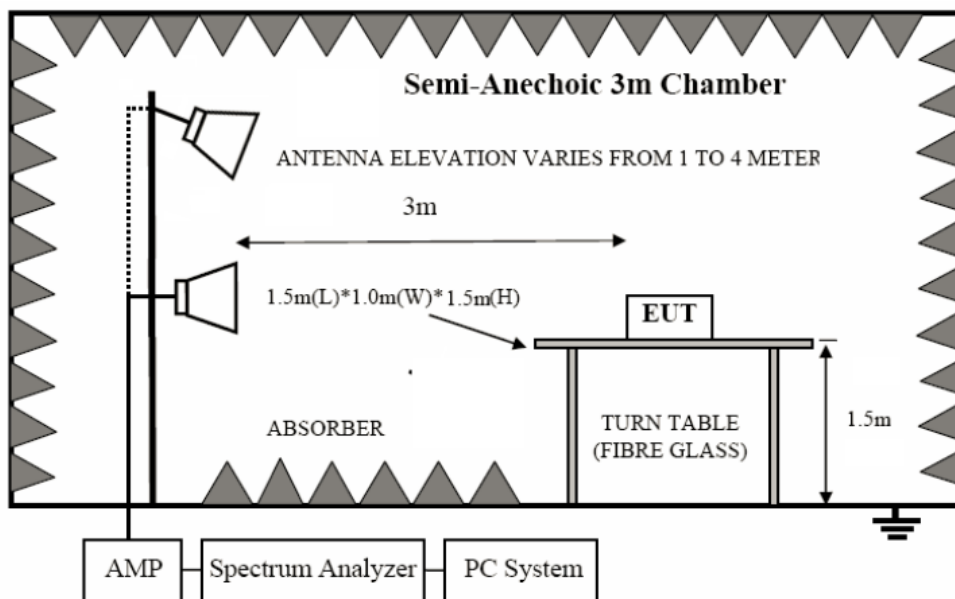 Semi-Anechoic 3m Chamber
ANTENNA ELEVATION VARIES FROM 1 TO 4 METER
3m
1.5m(L)*1.0m(W)*1.5m(H)
EUT
ABSORBER
TURN TABLE
(FIBRE GLASS)
1.5m
AMP
Spectrum Analyzer
PC System